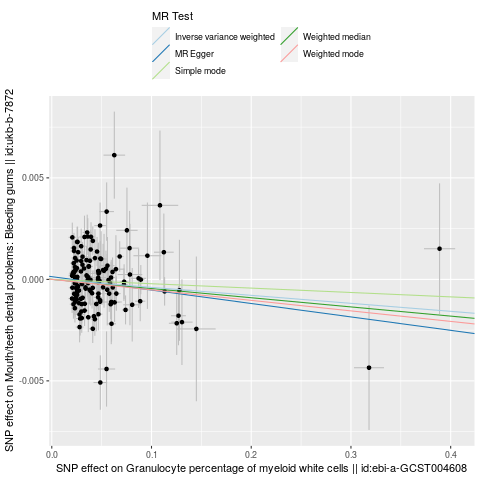 MR Test
Inverse variance weighted
Weighted median
MR Egger
Weighted mode
Simple mode
SNP effect on Mouth/teeth dental problems: Bleeding gums || id:ukb-b-7872
0.005
0.000
-0.005
0.0
0.1
0.2
0.3
0.4
SNP effect on Granulocyte percentage of myeloid white cells || id:ebi-a-GCST004608